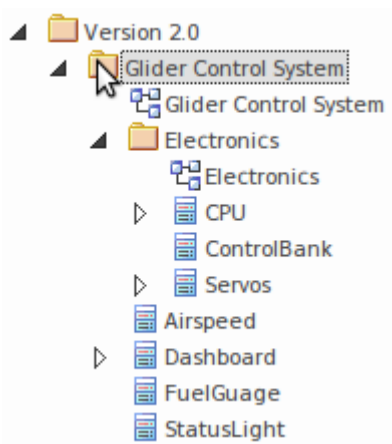 Version 2.0
Glider Control System
Glider Control System
Electronics
Electronics
CPU
ControlBank
Servos
Airspeed
Dashboard
FuelGuage
StatusLight